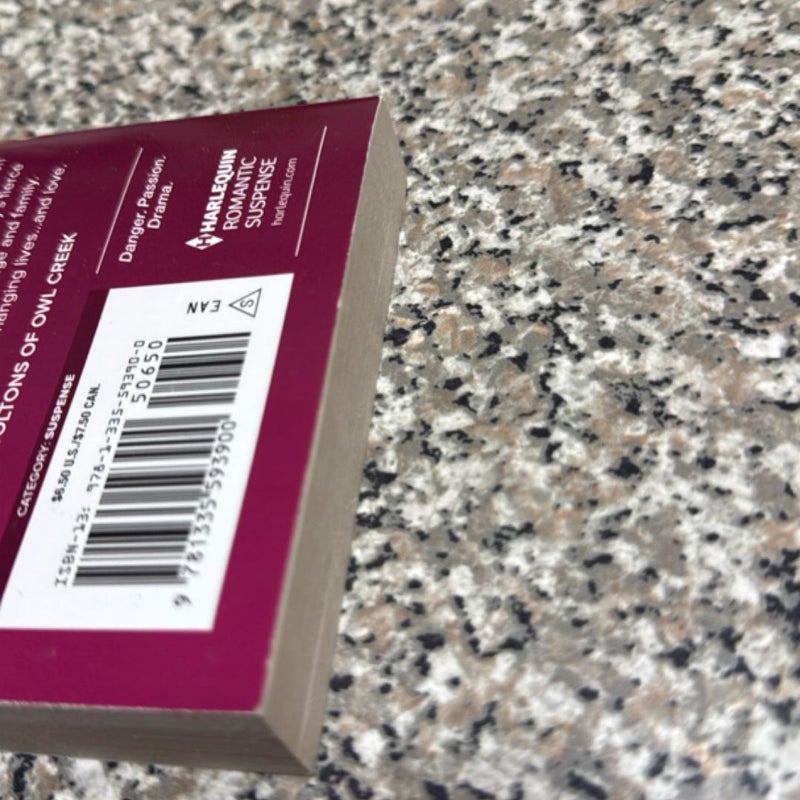 fierce
ge and family.
hanging lives...and love.
OLTONS OF OWL CREEK
Danger. Passion.
Drama.
HARLEQUIN
ROMANTIC
SUSPENSE
harlequin.com
CATEGORY: SUSPENSE
$6.50 U.S./$7.50 CAN.
ISBN-13: 978-1-335-59390-0
50650
9 781335 593900
S EAN